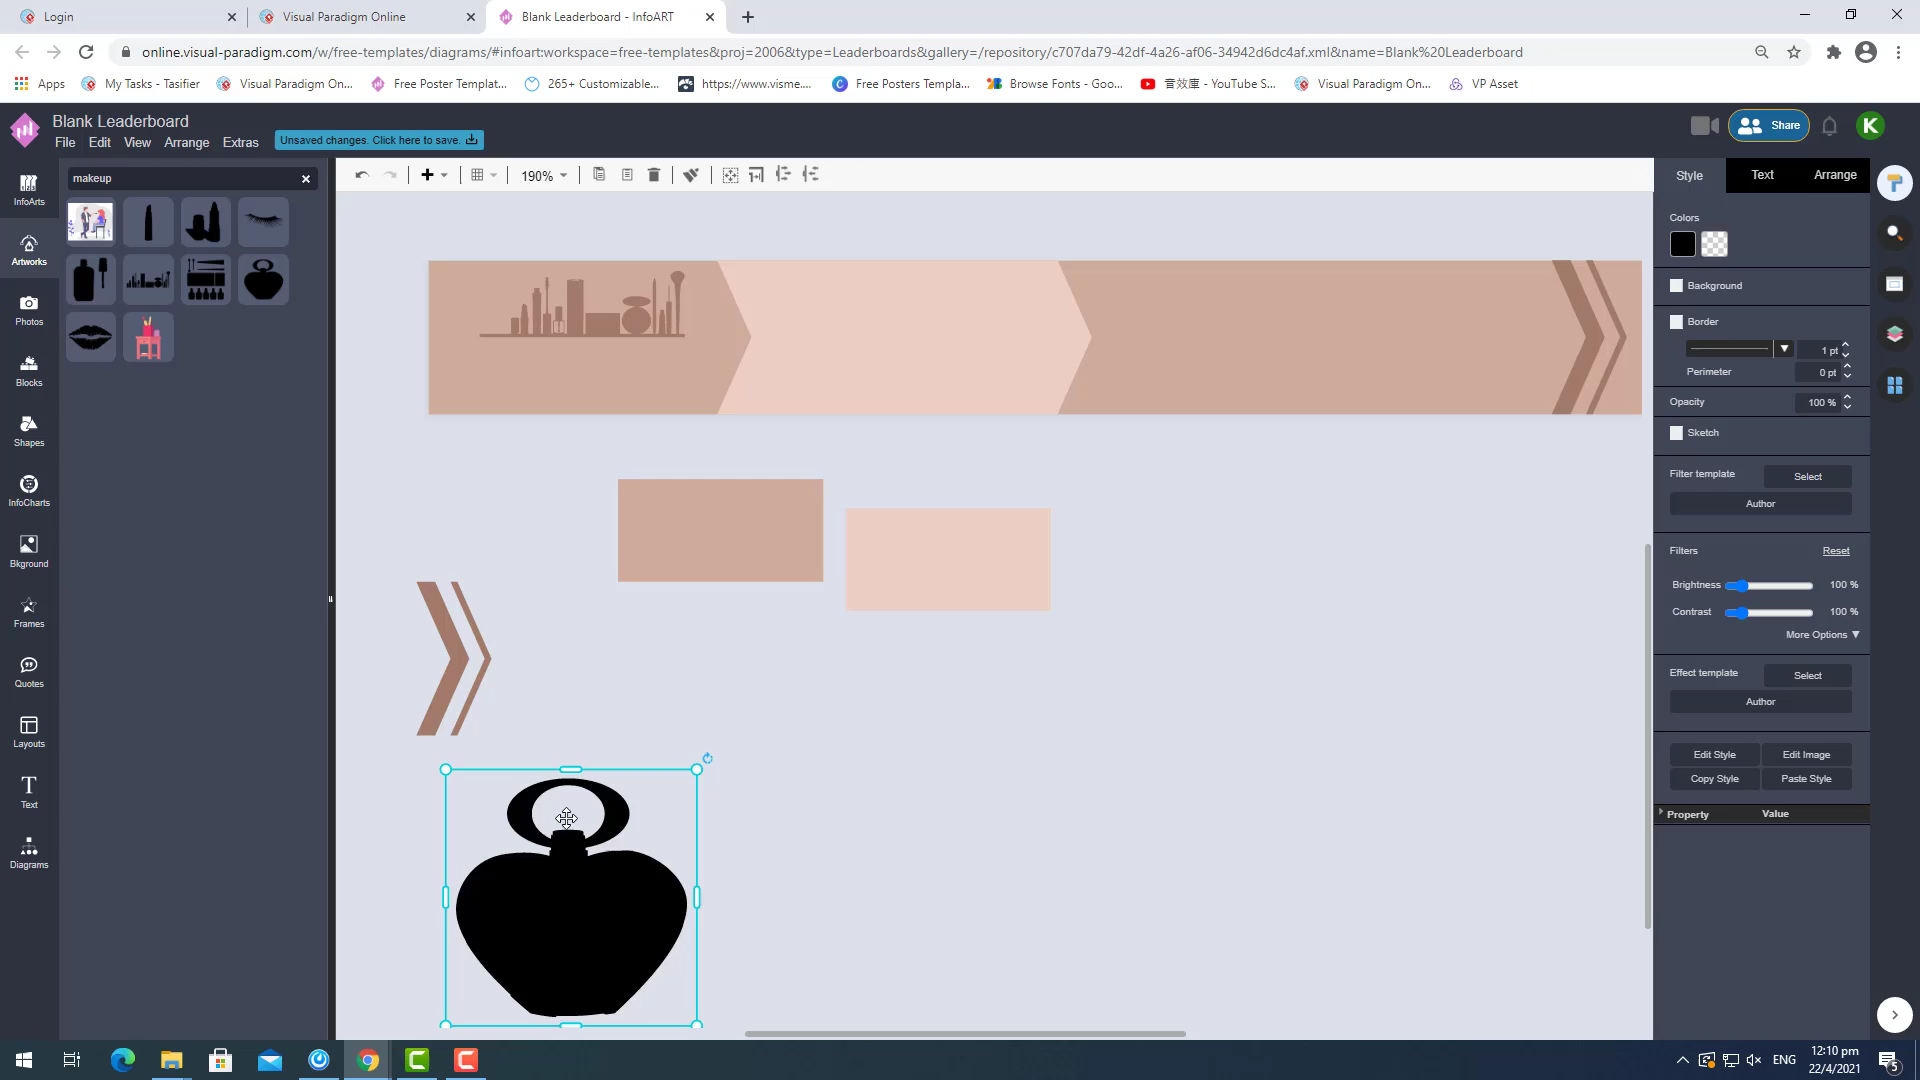 Login
Visual Paradigm Online
Blank Leaderboard - InfoART
online.visual-paradigm.com/w/free-templates/diagrams/#infoart:workspace=free-templates&proj=2006&type=Leaderboards&gallery=/repository/c707da79-42df-4a26-af06-34942d6dc4af.xml&name=Blank%20Leaderboard
Apps
My Tasks - Tasifier
Visual Paradigm On...
Free Poster Templat...
265+ Customizable...
https://www.visme....
Free Posters Templa...
Browse Fonts - Goo...
音效庫 - YouTube S...
Visual Paradigm On...
VP Asset
Blank Leaderboard
File
Edit
View
Arrange
Extras
Unsaved changes. Click here to save.
Share
K
makeup
190%
Style
Text
Arrange
InfoArts
Artworks
Photos
Blocks
Shapes
InfoCharts
Bkground
Frames
Quotes
Layouts
Text
Diagrams
Colors
Background
Border
1 pt
Perimeter
0 pt
Opacity
100 %
Sketch
Filter template
Select
Author
Filters
Reset
Brightness
100 %
Contrast
100 %
More Options ▼
Effect template
Select
Author
Edit Style
Edit Image
Copy Style
Paste Style
Property
Value
ENG
12:10 pm
22/4/2021
5